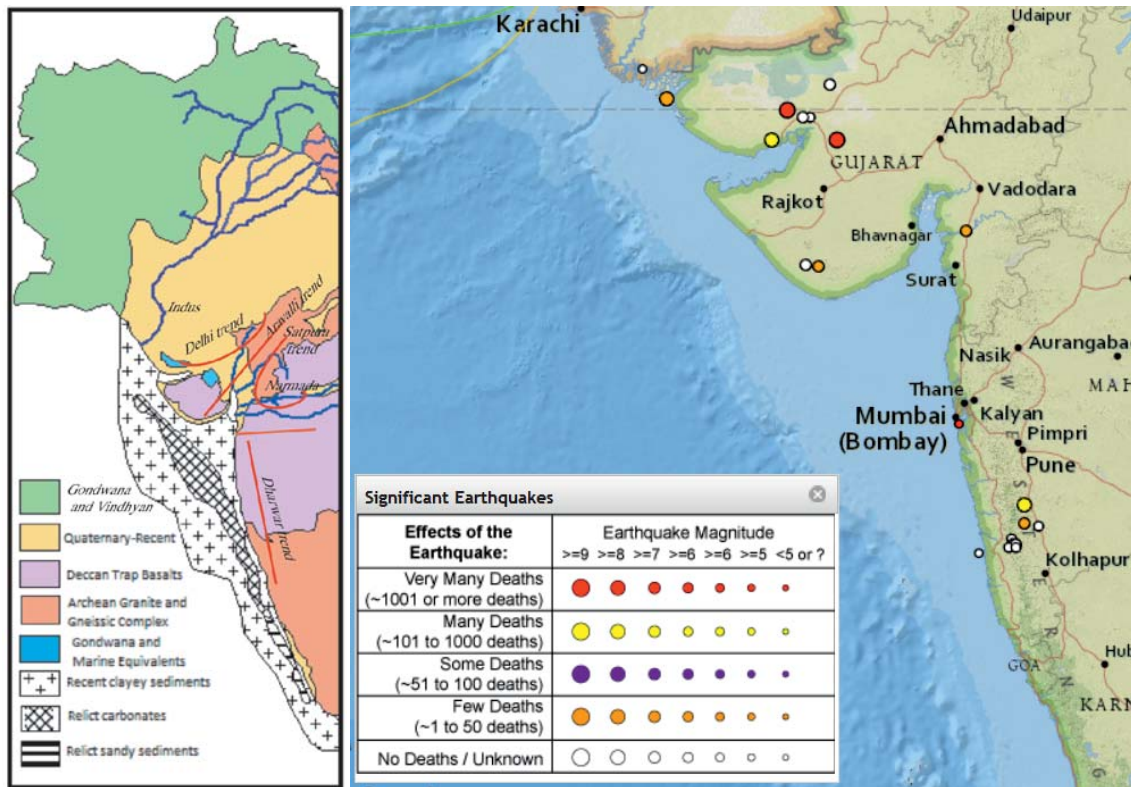 Indus
Delhi trend
Aravalli trend
Satpura
Trend
Narmada
Dharwar trend
Gondwana
and Vindhyan
Quaternary-Recent
Deccan Trap Basalts
Archean Granite and
Gneissic Complex
Gondwana and
Marine Equivalents
Recent clayey sediments
Relict carbonates
Relict sandy sediments
Karachi
Udaipur
Ahmadabad
GUJARAT
Rajkot
Vadodara
Bhavnagar
Surat
Nasik
Aurangabad
Thane
MAH
Mumbai
(Bombay)
Kalyan
Pimpri
Pune
Kolhapur
WESTERN G
GOA
Hub
KARN
Significant Earthquakes
Effects of the
Earthquake:
Earthquake Magnitude
>=9 >=8 >=7 >=6 >=6 >=5 <5 or ?
Very Many Deaths
(~1001 or more deaths)
Many Deaths
(~101 to 1000 deaths)
Some Deaths
(~51 to 100 deaths)
Few Deaths
(~1 to 50 deaths)
No Deaths / Unknown